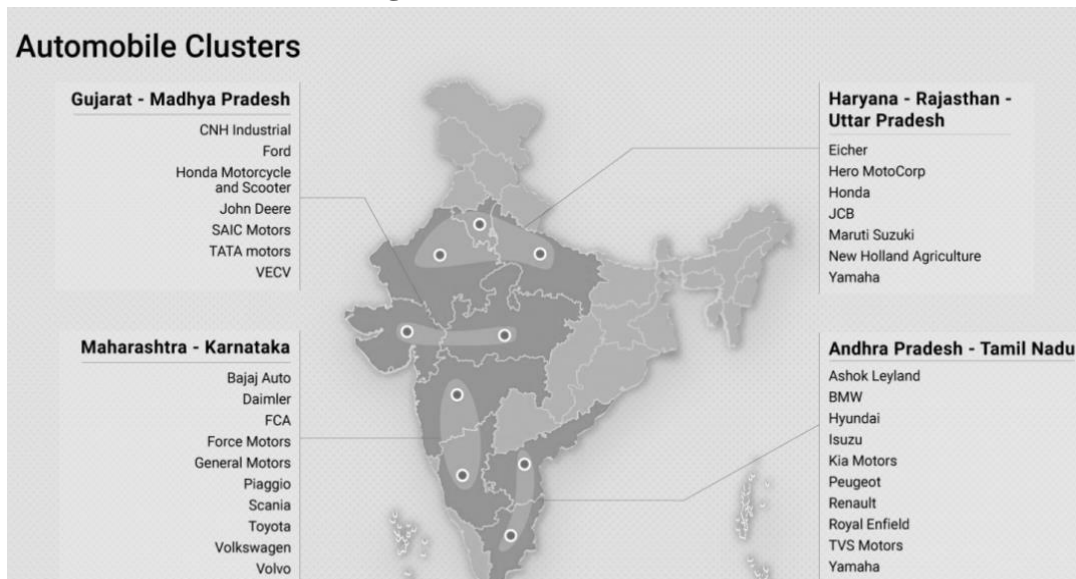 Automobile Clusters
Gujarat - Madhya Pradesh
CNH Industrial
Ford
Honda Motorcycle
and Scooter
John Deere
SAIC Motors
TATA motors
VECV
Maharashtra - Karnataka
Bajaj Auto
Daimler
FCA
Force Motors
General Motors
Piaggio
Scania
Toyota
Volkswagen
Volvo
Haryana - Rajasthan -
Uttar Pradesh
Eicher
Hero MotoCorp
Honda
JCB
Maruti Suzuki
New Holland Agriculture
Yamaha
Andhra Pradesh - Tamil Nadu
Ashok Leyland
BMW
Hyundai
Isuzu
Kia Motors
Peugeot
Renault
Royal Enfield
TVS Motors
Yamaha